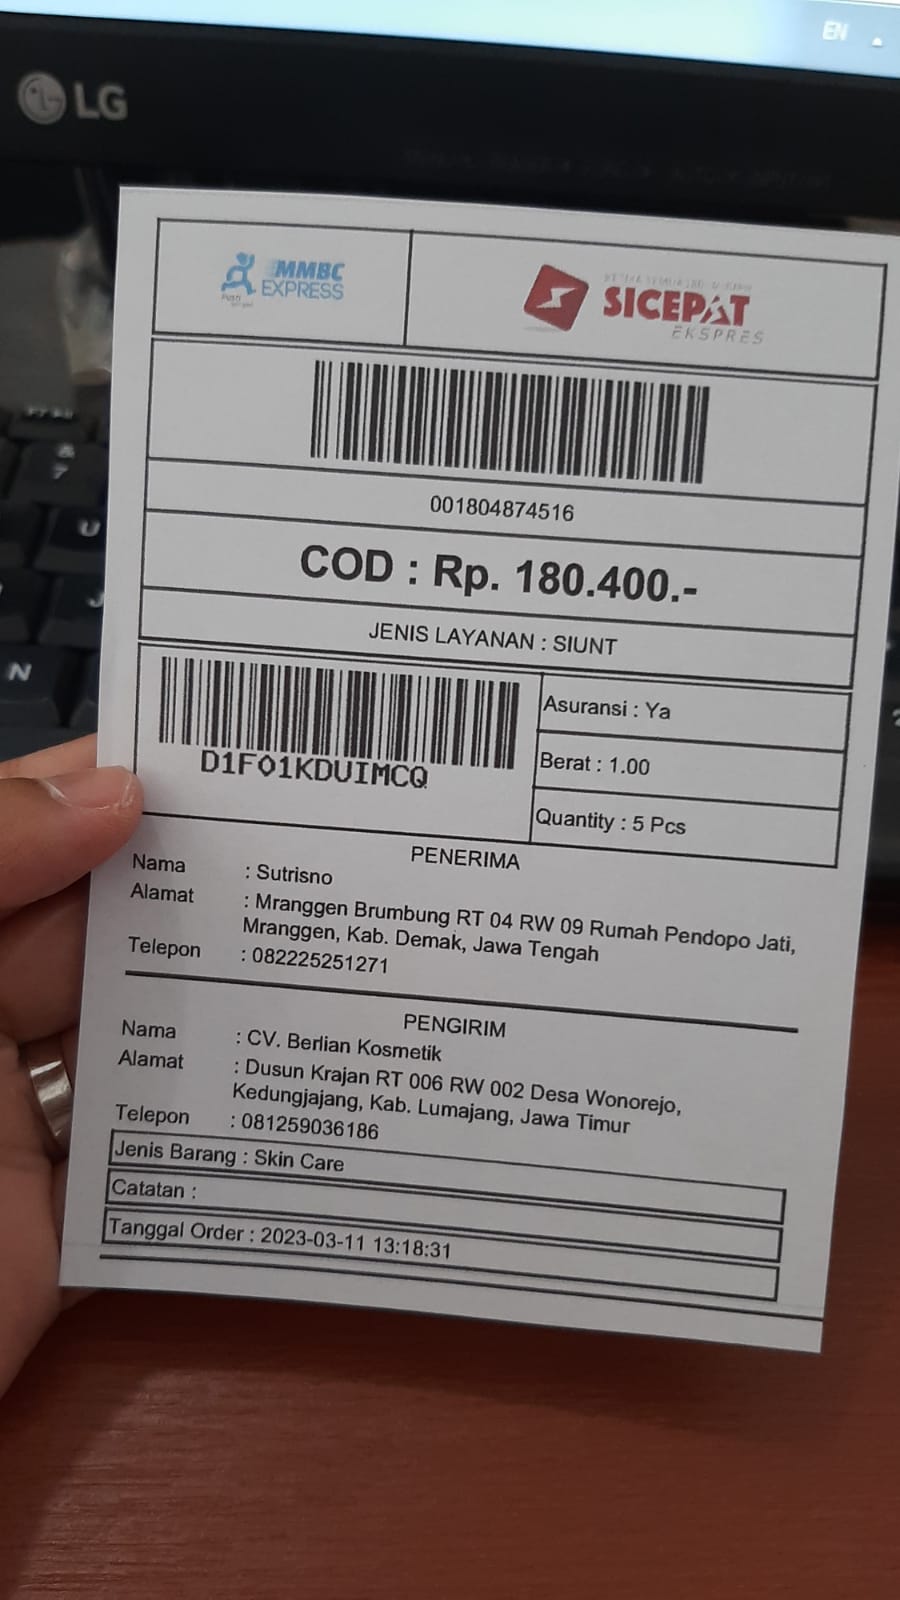 EN
LG
MMBC
EXPRESS
SICEPAT
EKSPRES
001804874516
COD : Rp. 180.400.-
JENIS LAYANAN : SIUNT
D1F01KDUIMCQ
Asuransi : Ya
Berat : 1.00
Quantity : 5 Pcs
PENERIMA
Nama : Sutrisno
Alamat : Mranggen Brumbung RT 04 RW 09 Rumah Pendopo Jati,
Mranggen, Kab. Demak, Jawa Tengah
Telepon : 082225251271
PENGIRIM
Nama : CV. Berlian Kosmetik
Alamat : Dusun Krajan RT 006 RW 002 Desa Wonorejo,
Kedungjajang, Kab. Lumajang, Jawa Timur
Telepon : 081259036186
Jenis Barang : Skin Care
Catatan :
Tanggal Order : 2023-03-11 13:18:31
7
U
J
N